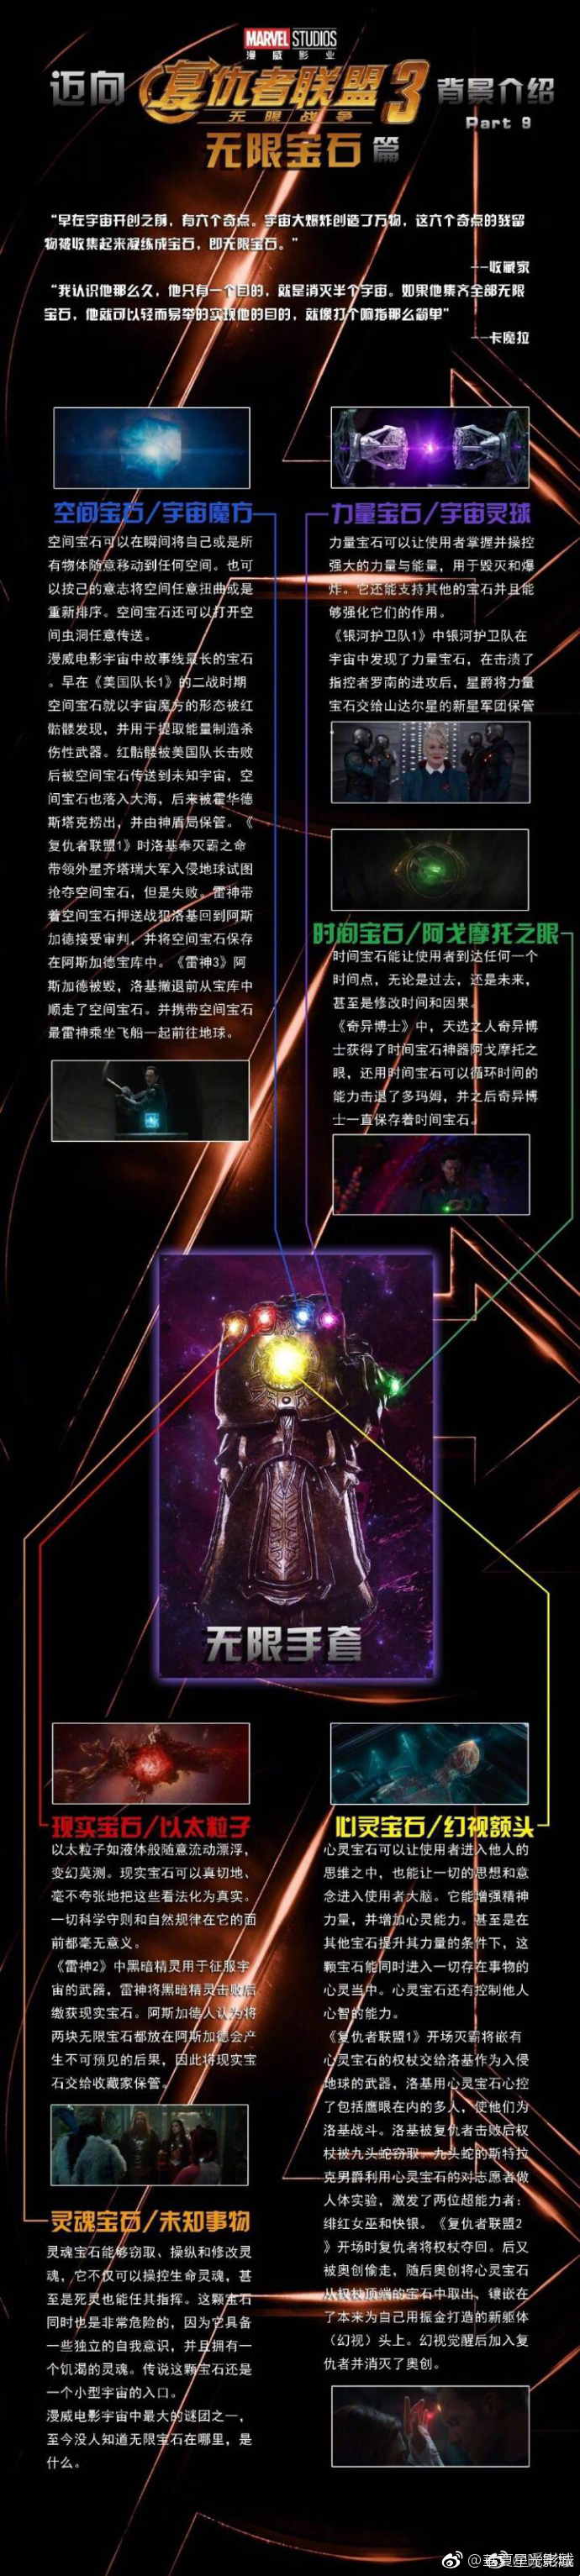 MARVEL STUDIOS
漫威影业
迈向
复仇者联盟3
无限战争
背景介绍
Part 9
无限宝石篇
“早在宇宙开创之前，有六个奇点。宇宙大爆炸创造了万物，这六个奇点的残留
物被收集起来凝练成宝石，即无限宝石。”
——收藏家
“我认识他那么久，他只有一个目的，就是消灭半个宇宙。如果他集齐全部无限
宝石，他就可以轻而易举的实现他的目的，就像打个响指那么简单”
——卡魔拉
空间宝石/宇宙魔方
空间宝石可以在瞬间将自己或是所
有物体随意移动到任何空间。也可
以按己的意志将空间任意扭曲或是
重新排序。空间宝石还可以打开空
间虫洞任意传送。
漫威电影宇宙中故事线最长的宝石
。早在《美国队长1》的二战时期
空间宝石就以宇宙魔方的形态被红
骷髅发现，并用于提取能量制造杀
伤性武器。红骷髅被美国队长击败
后被空间宝石传送到未知宇宙，空
间宝石也落入大海，后来被霍华德
斯塔克捞出，并由神盾局保管。《
复仇者联盟1》时洛基奉灭霸之命
带领外星齐塔瑞大军入侵地球试图
抢夺空间宝石，但是失败。雷神带
着空间宝石押送战犯洛基回到阿斯
加德接受审判，并将空间宝石保存
在阿斯加德宝库中。《雷神3》阿
斯加德被毁，洛基撤退前从宝库中
顺走了空间宝石。并携带空间宝石
跟雷神乘坐飞船一起前往地球。
力量宝石/宇宙灵球
力量宝石可以让使用者掌握并操控
强大的力量与能量，用于毁灭和爆
炸。它还能支持其他的宝石并且能
够强化它们的作用。
《银河护卫队1》中银河护卫队在
宇宙中发现了力量宝石，在击溃了
指控者罗南的进攻后，星爵将力量
宝石交给山达尔星的新星军团保管
。
时间宝石/阿戈摩托之眼
时间宝石能让使用者到达任何一个
时间点，无论是过去，还是未来，
甚至是修改时间和因果。
《奇异博士》中，天选之人奇异博
士获得了时间宝石神器阿戈摩托之
眼，还用时间宝石可以循环时间的
能力击退了多玛姆，并之后奇异博
士一直保存着时间宝石。
无限手套
现实宝石/以太粒子
以太粒子如液体般随意流动漂浮，
变幻莫测。现实宝石可以真切地、
毫不夸张地把这些看法化为真实。
一切科学守则和自然规律在它的面
前都毫无意义。
《雷神2》中黑暗精灵用于征服宇
宙的武器，雷神将黑暗精灵击败后
缴获现实宝石。阿斯加德人认为将
两块无限宝石都放在阿斯加德会产
生不可预见的后果，因此将现实宝
石交给收藏家保管。
灵魂宝石/未知事物
灵魂宝石能够窃取、操纵和修改灵
魂，它不仅可以操控生命灵魂，甚
至是死灵也能任其指挥。这颗宝石
同时也是非常危险的，因为它具备
一些独立的自我意识，并且拥有一
个饥渴的灵魂。传说这颗宝石还是
一个小型宇宙的入口。
漫威电影宇宙中最大的谜团之一，
至今没人知道无限宝石在哪里，是
什么。
心灵宝石/幻视额头
心灵宝石可以让使用者进入他人的
思维之中，也能让一切的思想和意
念进入使用者大脑。它能增强精神
力量，并增加心灵能力。甚至是在
其他宝石提升其力量的条件下，这
颗宝石能同时进入一切存在事物的
心灵当中。心灵宝石还有控制他人
心智的能力。
《复仇者联盟1》开场灭霸将嵌有
心灵宝石的权杖交给洛基作为入侵
地球的武器，洛基用心灵宝石心控
了包括鹰眼在内的多人，使他们为
洛基战斗。洛基被复仇者击败后权
杖被九头蛇窃取，九头蛇的斯特拉
克男爵利用心灵宝石的对志愿者做
人体实验，激发了两位超能力者：
绯红女巫和快银。《复仇者联盟2
》开场时复仇者将权杖夺回。后又
被奥创偷走，随后奥创将心灵宝石
从权杖顶端的宝石中取出，镶嵌在
了本来为自己用振金打造的新躯体
（幻视）头上。幻视觉醒后加入复
仇者并消灭了奥创。